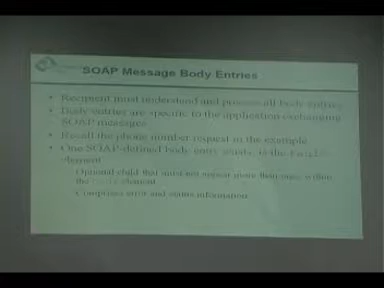 SOAP Message Body Entries
• Recipient must understand and process all body entries
• Body entries are specific to the application exchanging
SOAP messages
• Recall the phone number request in the example
• One SOAP-defined body entry exists, is the
element
Optional child that must not appear more than once within
the element
Comprises error and status information